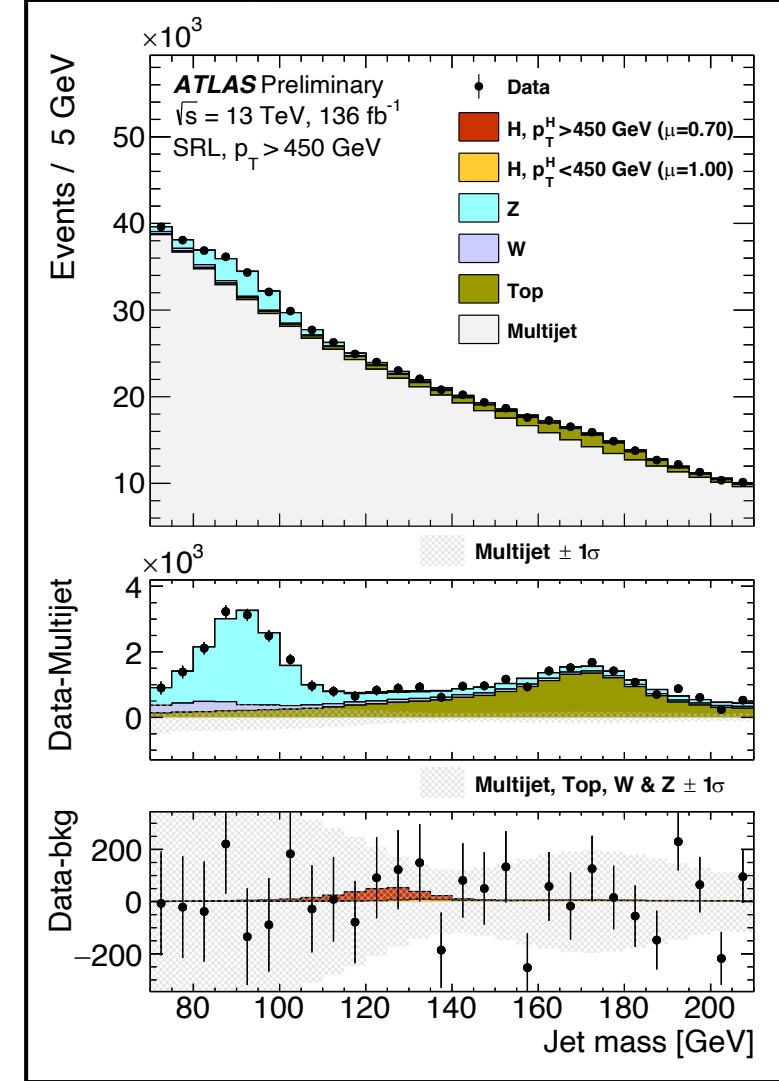 ×10³
Events / 5 GeV
50
40
30
20
10
ATLAS Preliminary
√s = 13 TeV, 136 fb⁻¹
SRL, p_T > 450 GeV
Data
H, p_T^H>450 GeV (μ=0.70)
H, p_T^H<450 GeV (μ=1.00)
Z
W
Top
Multijet
Multijet ± 1σ
×10³
Data-Multijet
4
2
0
Multijet, Top, W & Z ± 1σ
Data-bkg
200
0
−200
80 100 120 140 160 180 200
Jet mass [GeV]